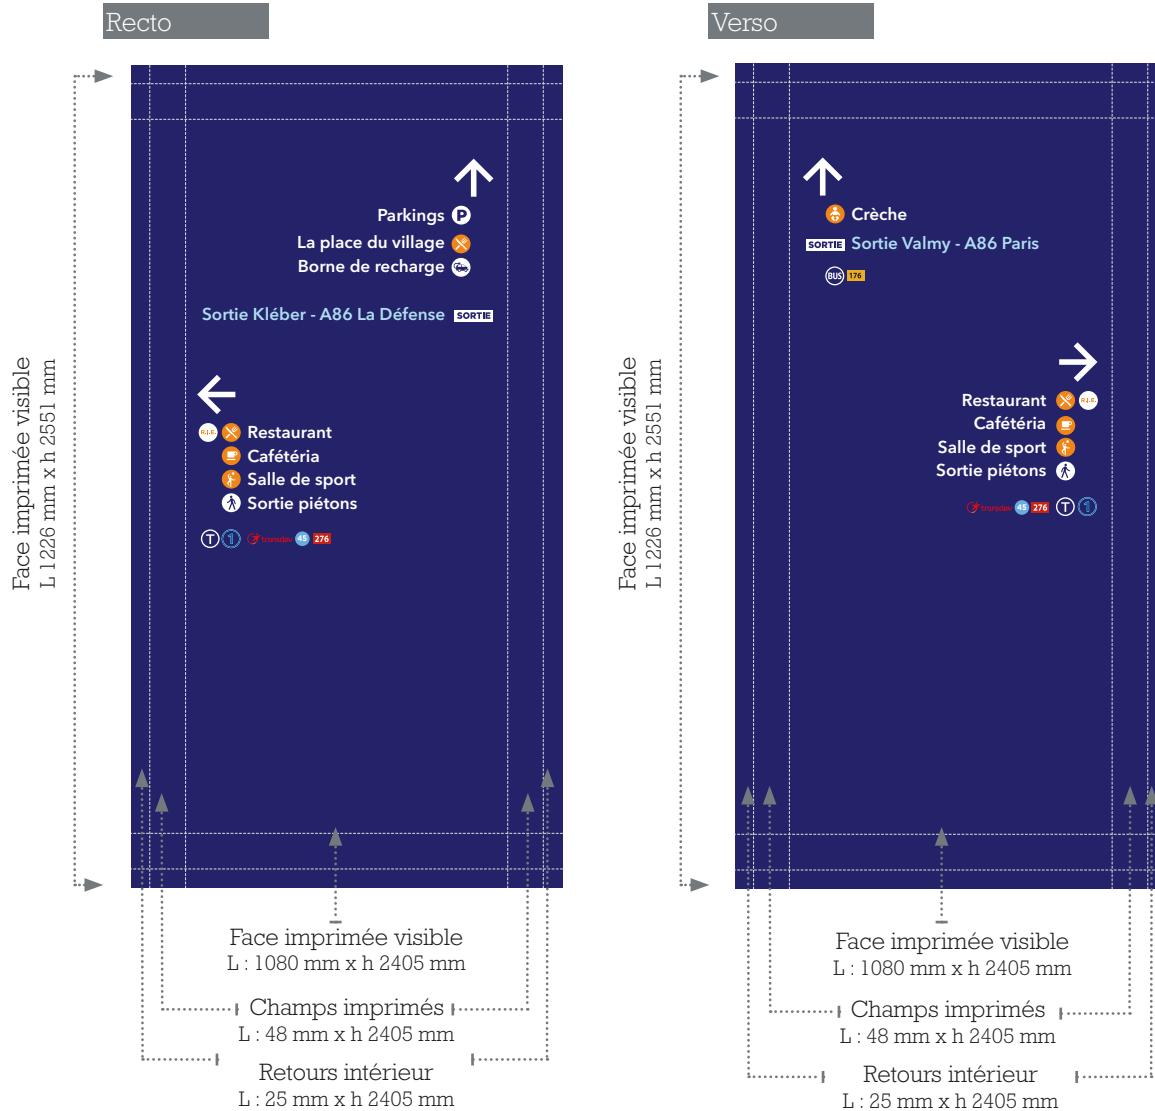 Recto
Face imprimée visible
L 1226 mm x h 2551 mm
Parkings P
La place du village
Borne de recharge
Sortie Kléber - A86 La Défense SORTIE
R.I.E. Restaurant
Cafétéria
Salle de sport
Sortie piétons
T 1 transdev 45 276
Face imprimée visible
L : 1080 mm x h 2405 mm
Champs imprimés
L : 48 mm x h 2405 mm
Retours intérieur
L : 25 mm x h 2405 mm
Verso
Face imprimée visible
L 1226 mm x h 2551 mm
Crèche
SORTIE Sortie Valmy - A86 Paris
BUS 176
Restaurant R.I.E.
Cafétéria
Salle de sport
Sortie piétons
transdev 45 276 T 1
Face imprimée visible
L : 1080 mm x h 2405 mm
Champs imprimés
L : 48 mm x h 2405 mm
Retours intérieur
L : 25 mm x h 2405 mm